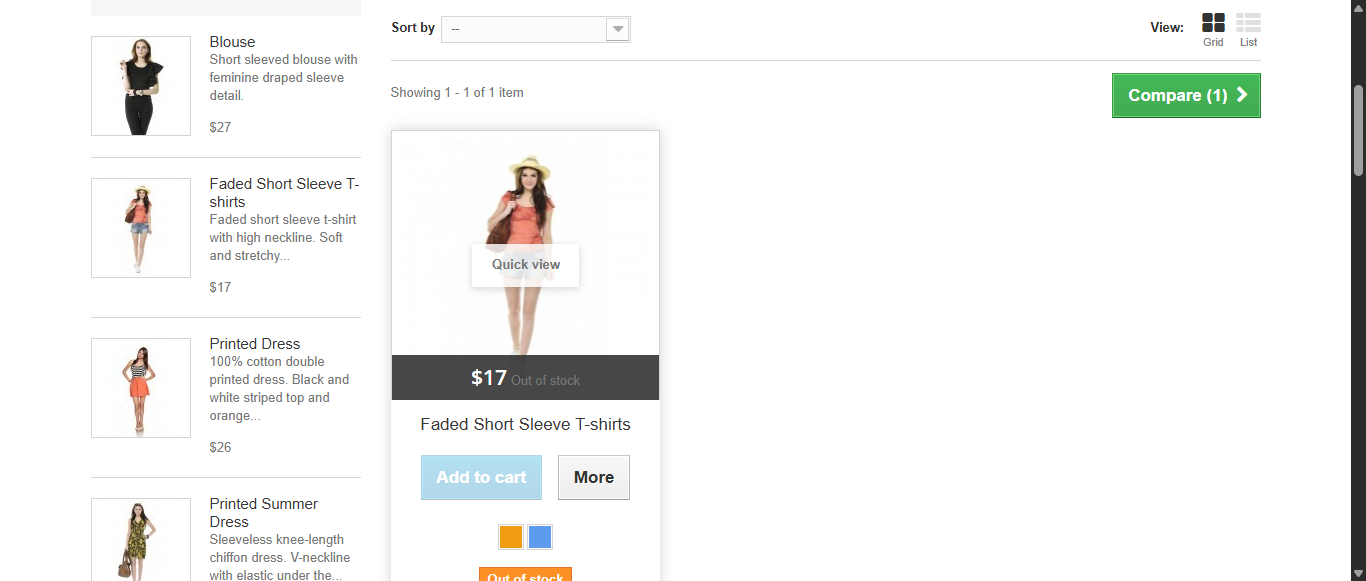 Blouse
Short sleeved blouse with
feminine draped sleeve
detail.
$27
Faded Short Sleeve T-
shirts
Faded short sleeve t-shirt
with high neckline. Soft
and stretchy...
$17
Printed Dress
100% cotton double
printed dress. Black and
white striped top and
orange...
$26
Printed Summer
Dress
Sleeveless knee-length
chiffon dress. V-neckline
with elastic under the...
Sort by --
View: Grid List
Showing 1 - 1 of 1 item
Compare (1)
Quick view
$17 Out of stock
Faded Short Sleeve T-shirts
Add to cart More
Out of stock